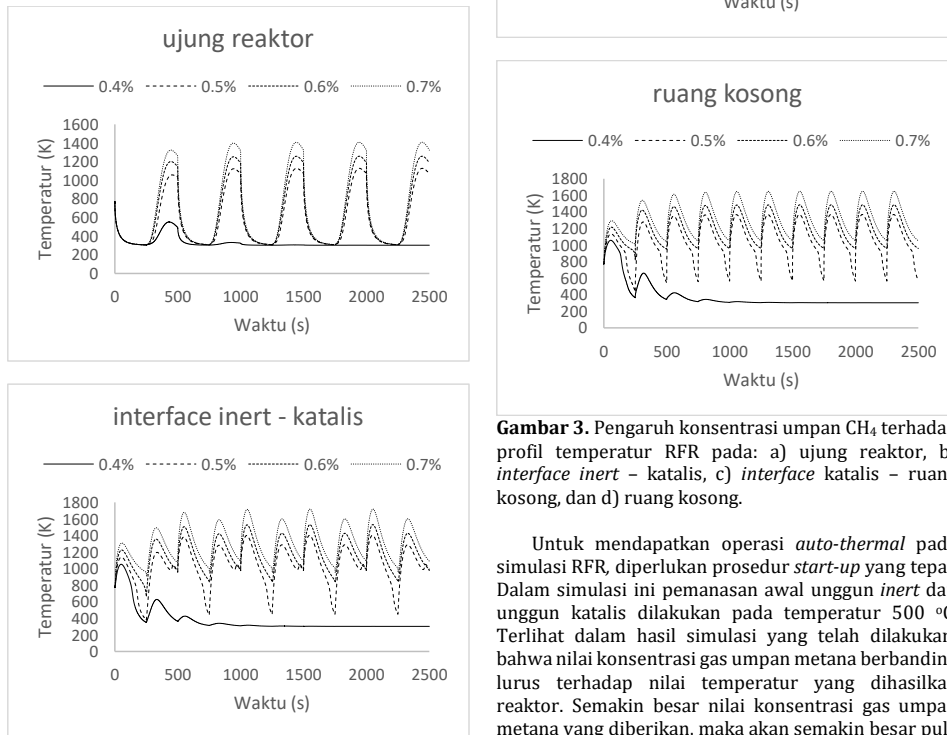 ujung reaktor
0.4% 0.5% 0.6% 0.7%
1600
1400
1200
1000
800
600
400
200
0
Temperatur (K)
0 500 1000 1500 2000 2500
Waktu (s)
interface inert - katalis
0.4% 0.5% 0.6% 0.7%
1800
1600
1400
1200
1000
800
600
400
200
0
Temperatur (K)
0 500 1000 1500 2000 2500
Waktu (s)
Waktu (s)
ruang kosong
0.4% 0.5% 0.6% 0.7%
1800
1600
1400
1200
1000
800
600
400
200
0
Temperatur (K)
0 500 1000 1500 2000 2500
Waktu (s)
Gambar 3. Pengaruh konsentrasi umpan CH₄ terhada
profil temperatur RFR pada: a) ujung reaktor, b
interface inert – katalis, c) interface katalis – ruan
kosong, dan d) ruang kosong.
Untuk mendapatkan operasi auto-thermal pad
simulasi RFR, diperlukan prosedur start-up yang tepa
Dalam simulasi ini pemanasan awal unggun inert da
unggun katalis dilakukan pada temperatur 500 ᵒ
Terlihat dalam hasil simulasi yang telah dilakukan
bahwa nilai konsentrasi gas umpan metana berbandin
lurus terhadap nilai temperatur yang dihasilka
reaktor. Semakin besar nilai konsentrasi gas umpa
metana yang diberikan, maka akan semakin besar pul